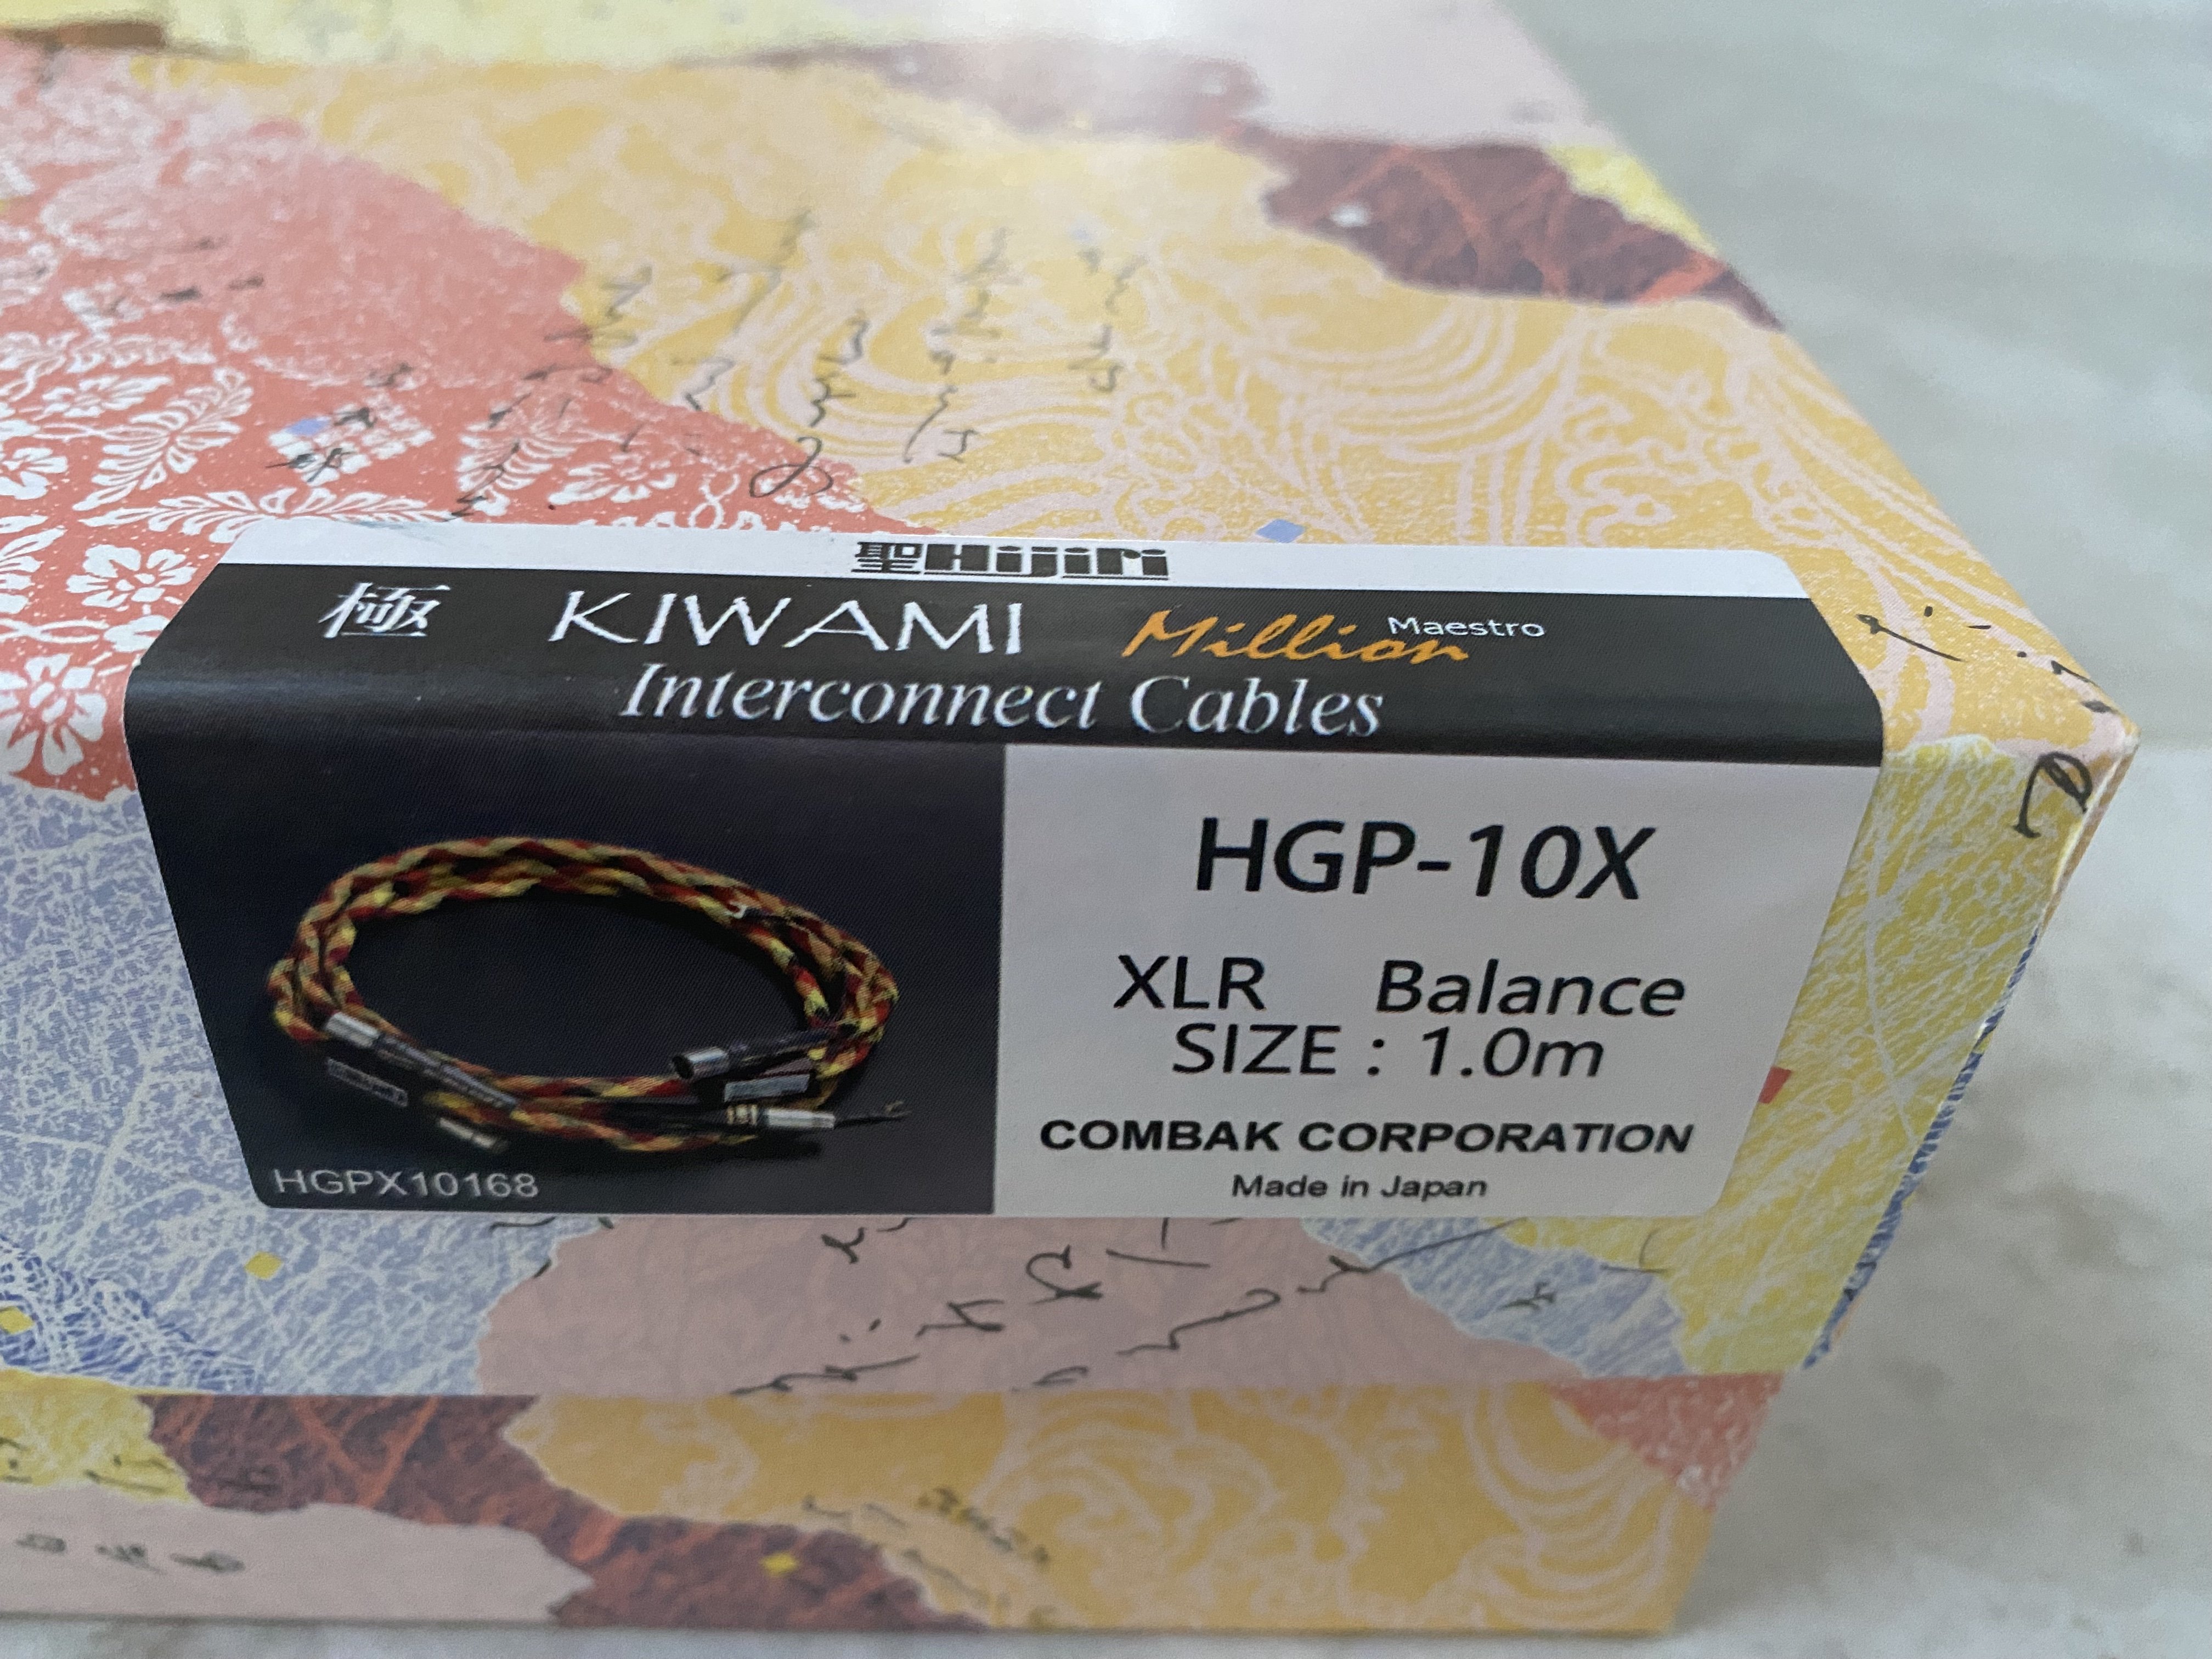 聖Hijiri
極 KIWAMI Million Maestro
Interconnect Cables
HGP-10X
XLR Balance
SIZE : 1.0m
COMBAK CORPORATION
Made in Japan
HGPX10168